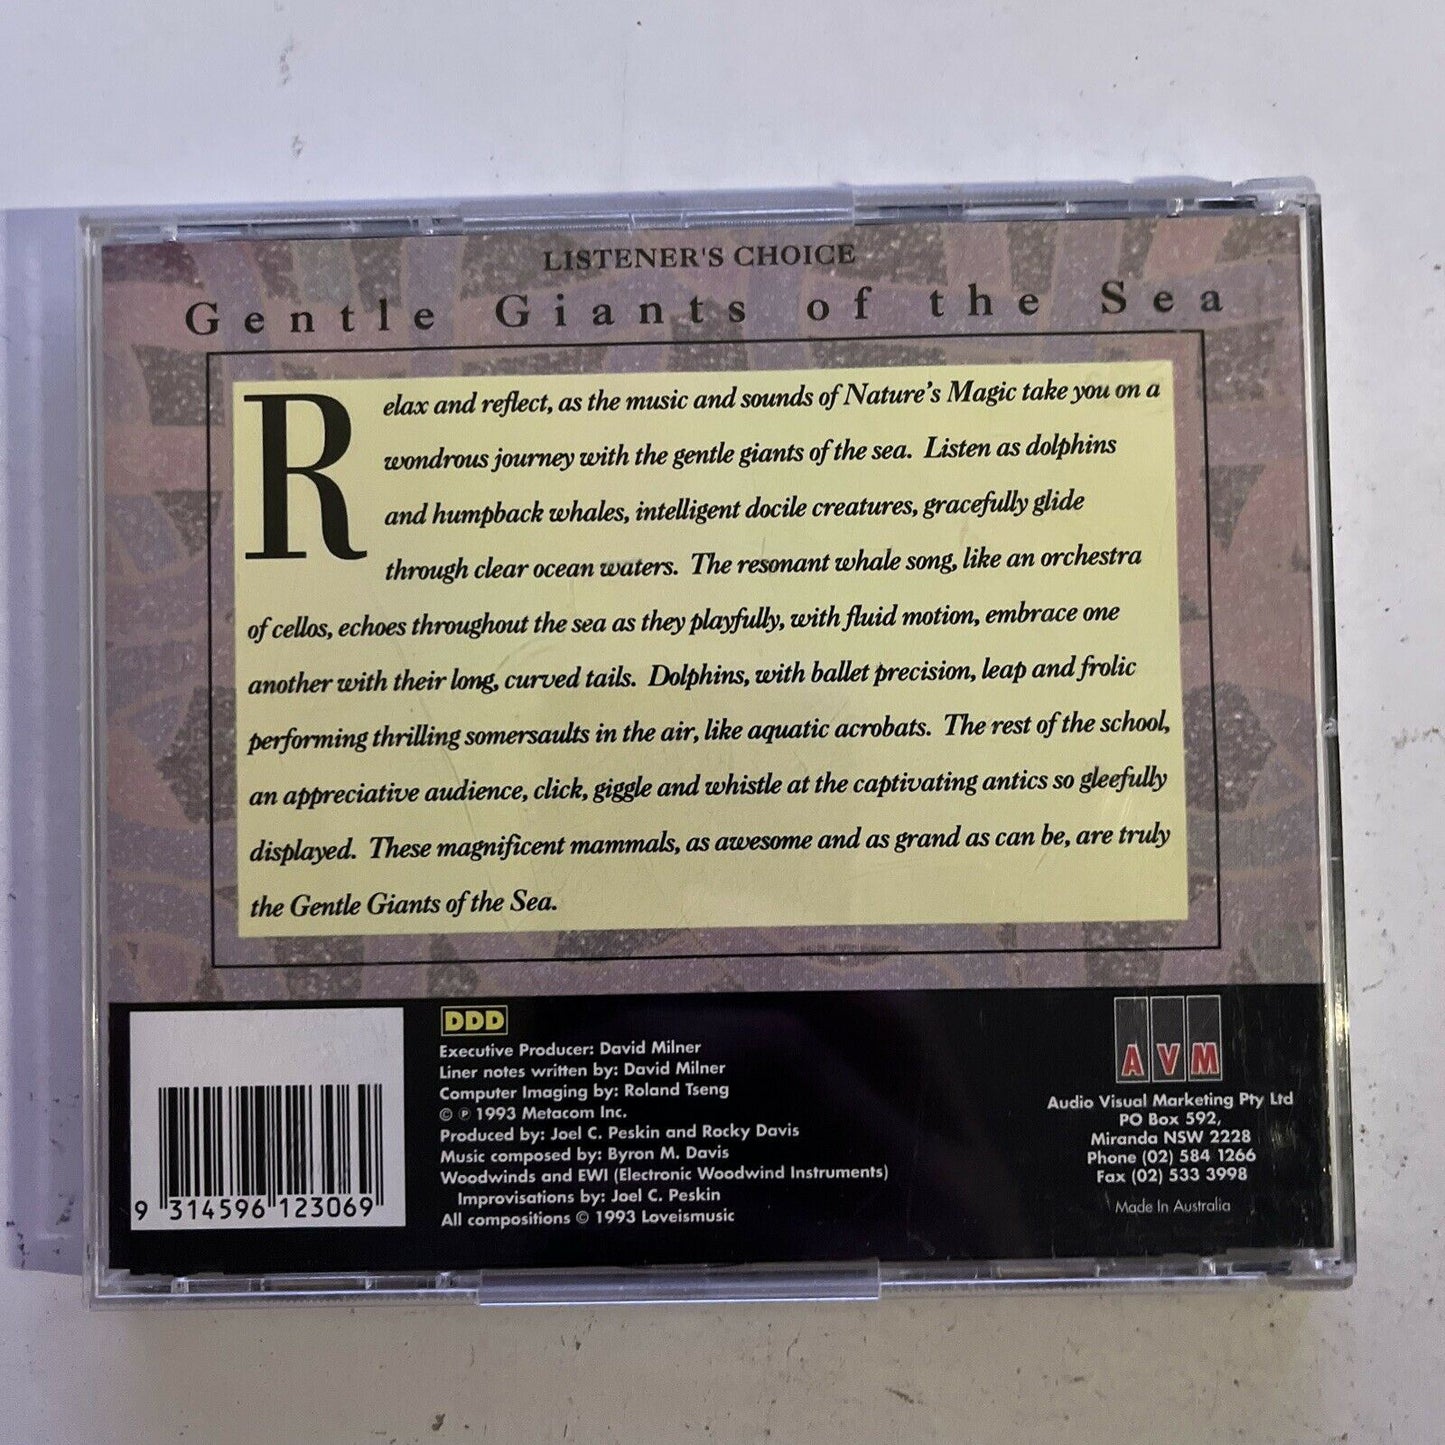 LISTENER'S CHOICE
Gentle Giants of the Sea
Relax and reflect, as the music and sounds of Nature's Magic take you on a
wondrous journey with the gentle giants of the sea. Listen as dolphins
and humpback whales, intelligent docile creatures, gracefully glide
through clear ocean waters. The resonant whale song, like an orchestra
of cellos, echoes throughout the sea as they playfully, with fluid motion, embrace one
another with their long, curved tails. Dolphins, with ballet precision, leap and frolic
performing thrilling somersaults in the air, like aquatic acrobats. The rest of the school,
an appreciative audience, click, giggle and whistle at the captivating antics so gleefully
displayed. These magnificent mammals, as awesome and as grand as can be, are truly
the Gentle Giants of the Sea.
9 314596 123069
DDD
Executive Producer: David Milner
Liner notes written by: David Milner
Computer Imaging by: Roland Tseng
© ℗ 1993 Metacom Inc.
Produced by: Joel C. Peskin and Rocky Davis
Music composed by: Byron M. Davis
Woodwinds and EWI (Electronic Woodwind Instruments)
Improvisations by: Joel C. Peskin
All compositions © 1993 Loveismusic
AVM
Audio Visual Marketing Pty Ltd
PO Box 592,
Miranda NSW 2228
Phone (02) 584 1266
Fax (02) 533 3998
Made In Australia